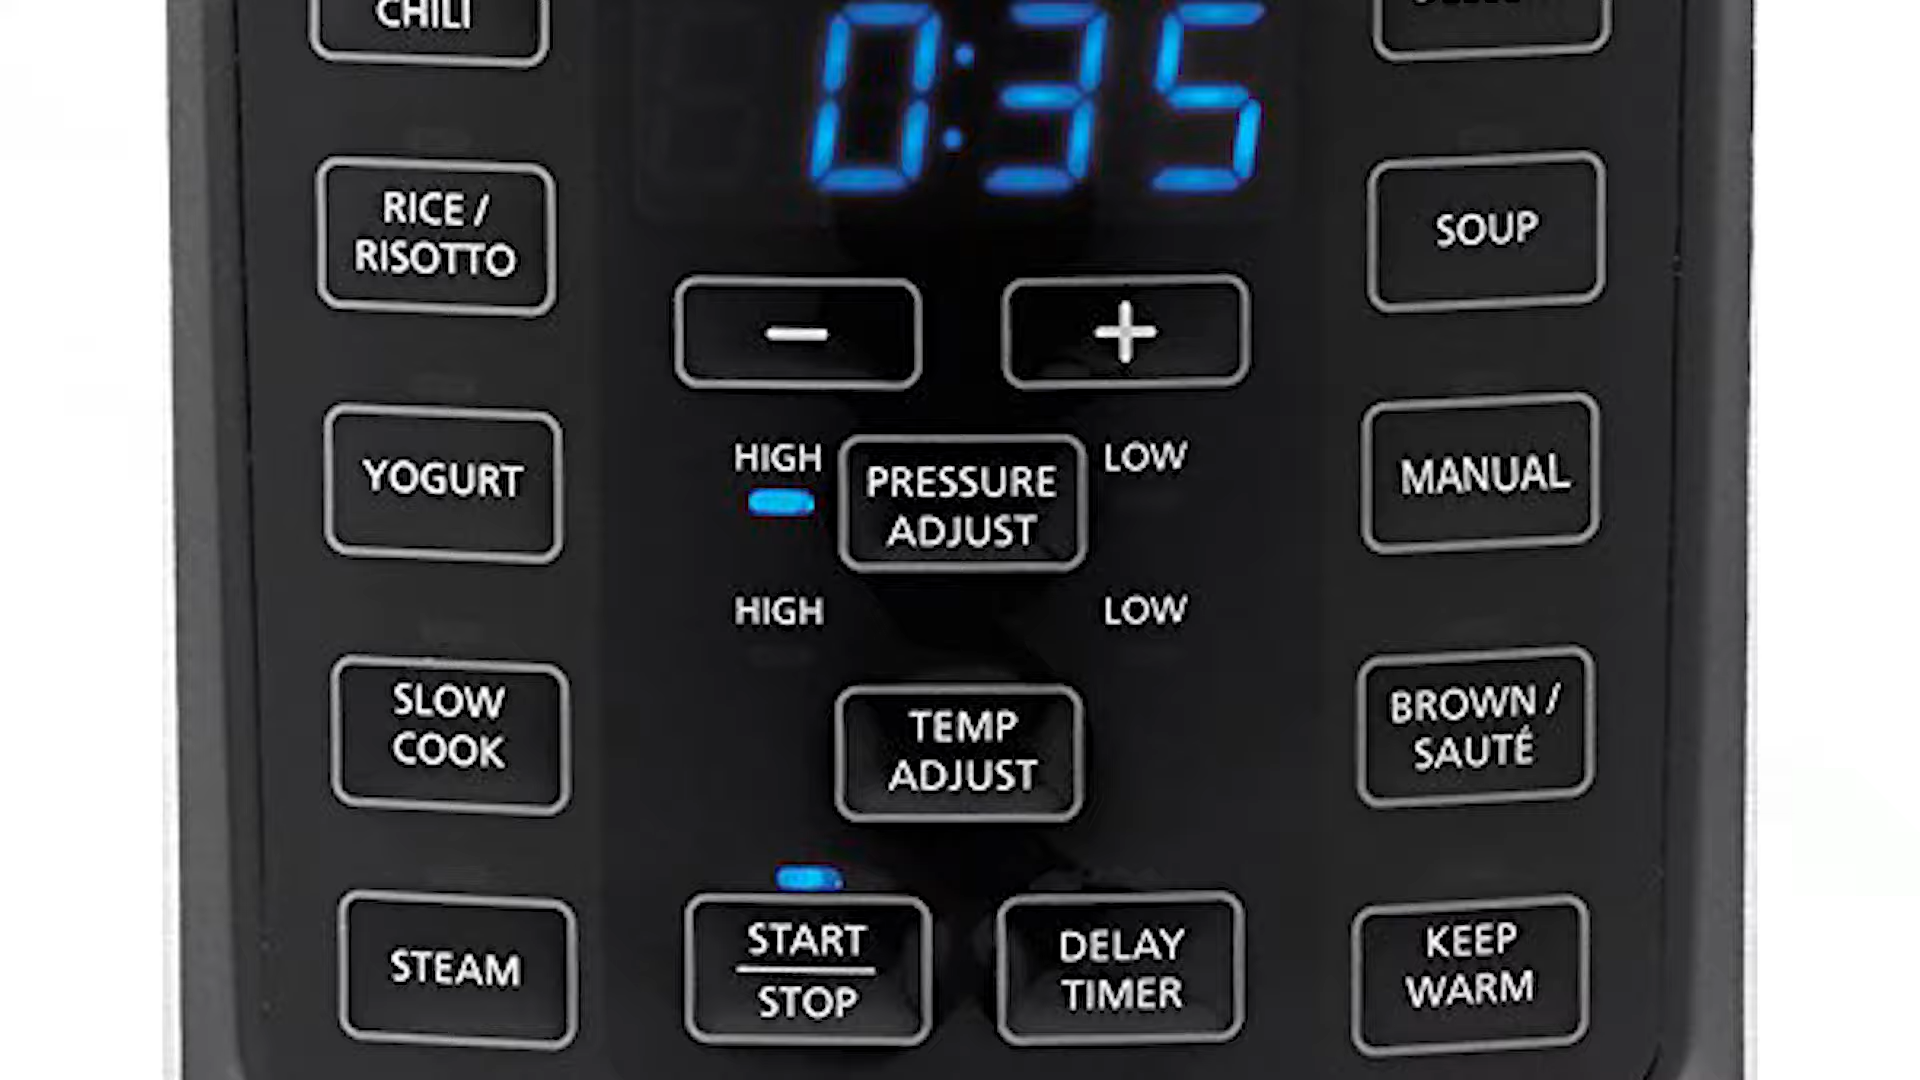 CHILI
0:35
RICE /
RISOTTO
SOUP
−
+
YOGURT
HIGH
PRESSURE
ADJUST
LOW
MANUAL
HIGH
LOW
SLOW
COOK
TEMP
ADJUST
BROWN /
SAUTÉ
STEAM
START
STOP
DELAY
TIMER
KEEP
WARM